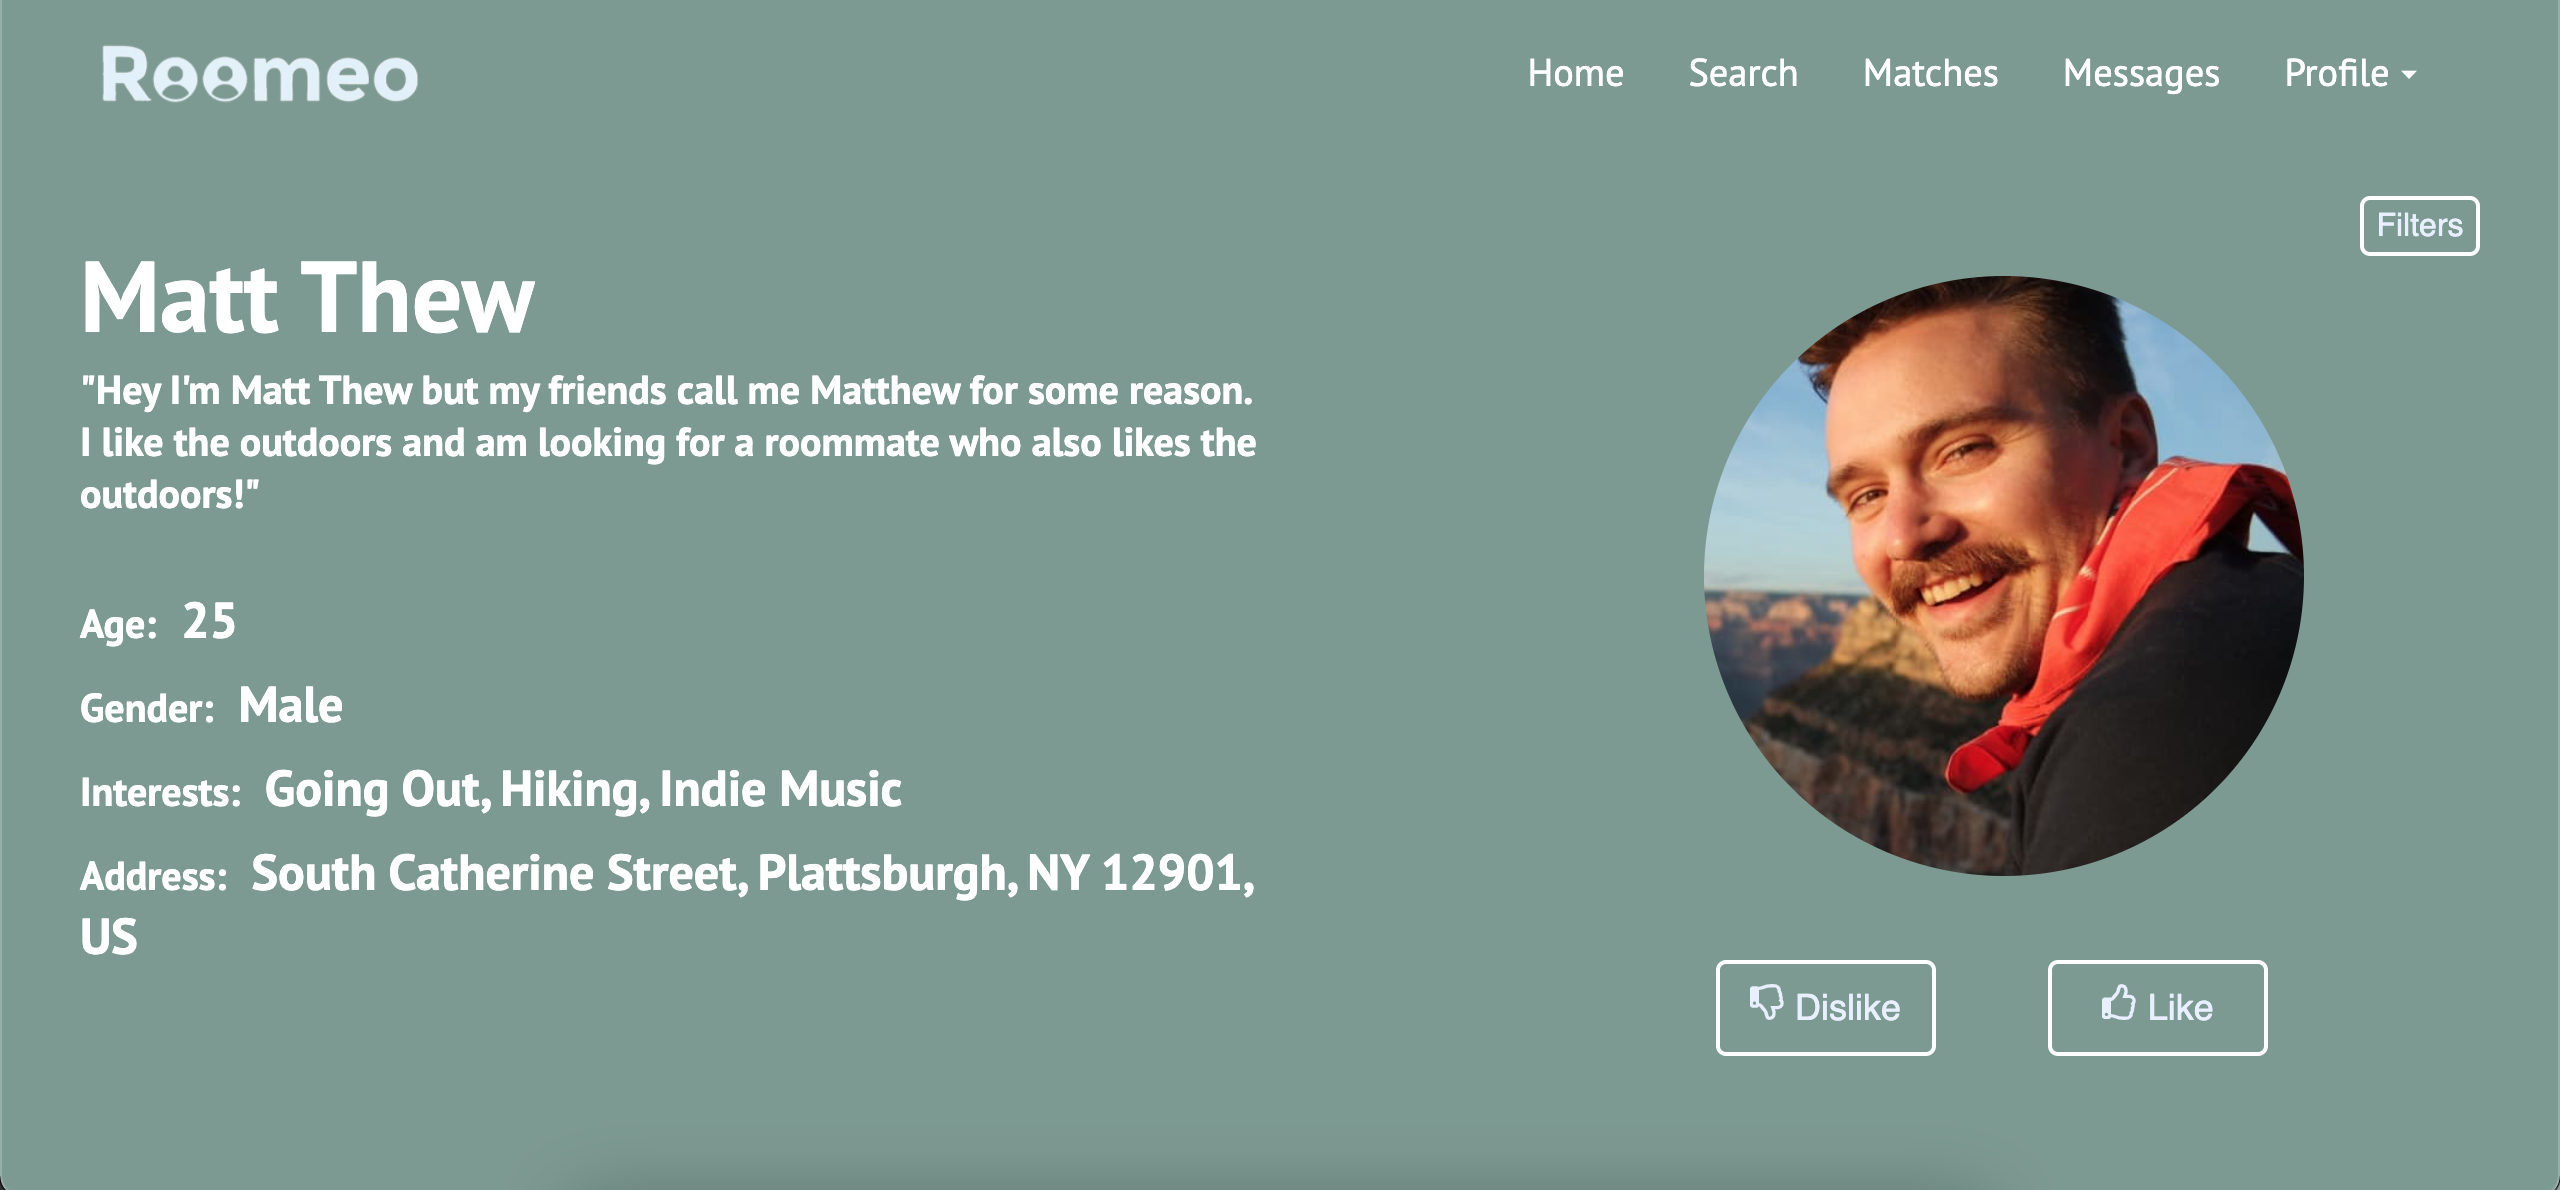 Roomeo
Home Search Matches Messages Profile
Filters
Matt Thew
"Hey I'm Matt Thew but my friends call me Matthew for some reason.
I like the outdoors and am looking for a roommate who also likes the
outdoors!"
Age: 25
Gender: Male
Interests: Going Out, Hiking, Indie Music
Address: South Catherine Street, Plattsburgh, NY 12901,
US
Dislike Like